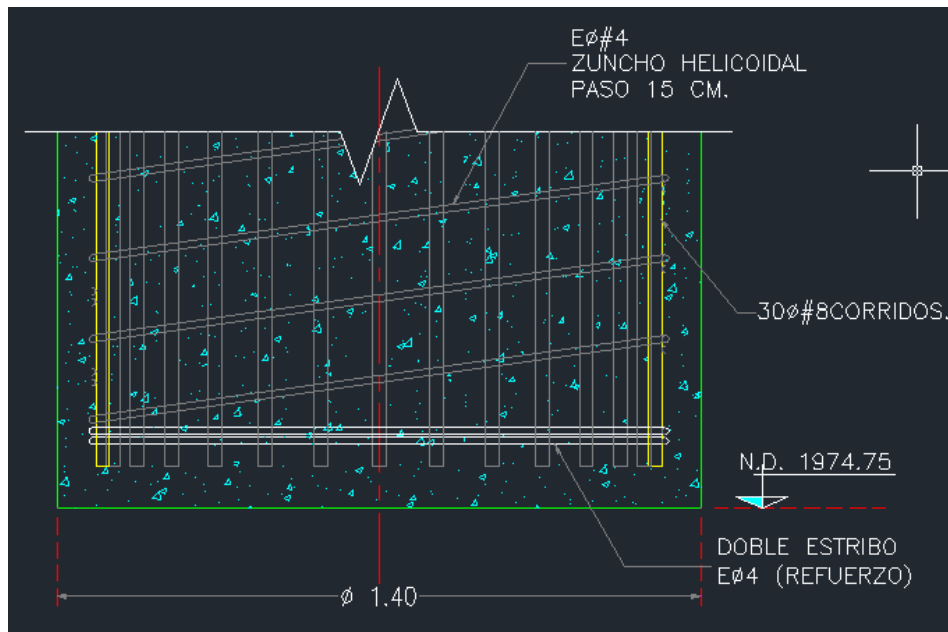 EØ#4
ZUNCHO HELICOIDAL
PASO 15 CM.
30ø#8CORRIDOS.
N.D. 1974.75
DOBLE ESTRIBO
EØ4 (REFUERZO)
ø 1.40